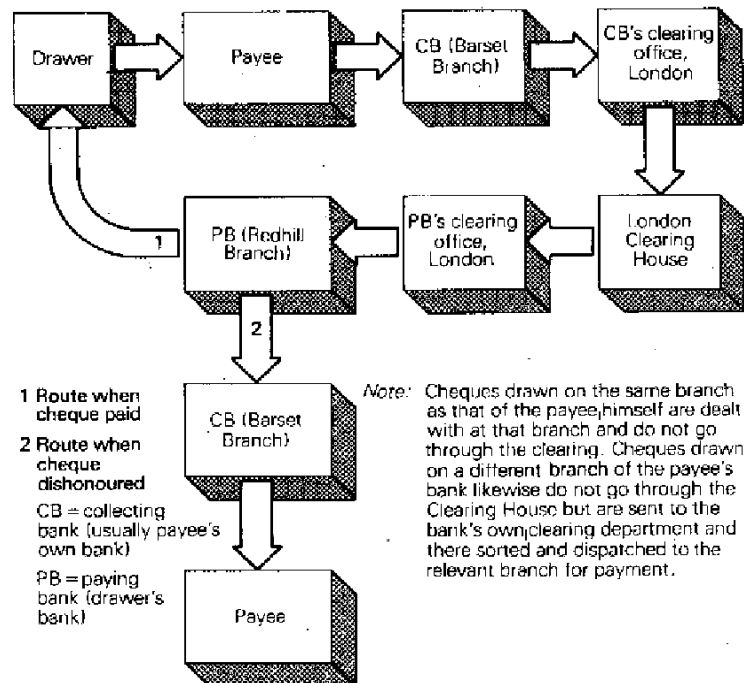 Drawer
Payee
CB (Barset
Branch)
CB's clearing
office,
London
1
PB (Redhill
Branch)
PB's clearing
office,
London
London
Clearing
House
2
1 Route when
cheque paid
2 Route when
cheque
dishonoured
CB = collecting
bank (usually payee's
own bank)
PB = paying
bank (drawer's
bank)
CB (Barset
Branch)
Payee
Note: Cheques drawn on the same branch
as that of the payee himself are dealt
with at that branch and do not go
through the clearing. Cheques drawn
on a different branch of the payee's
bank likewise do not go through the
Clearing House but are sent to the
bank's own clearing department and
there sorted and dispatched to the
relevant branch for payment.